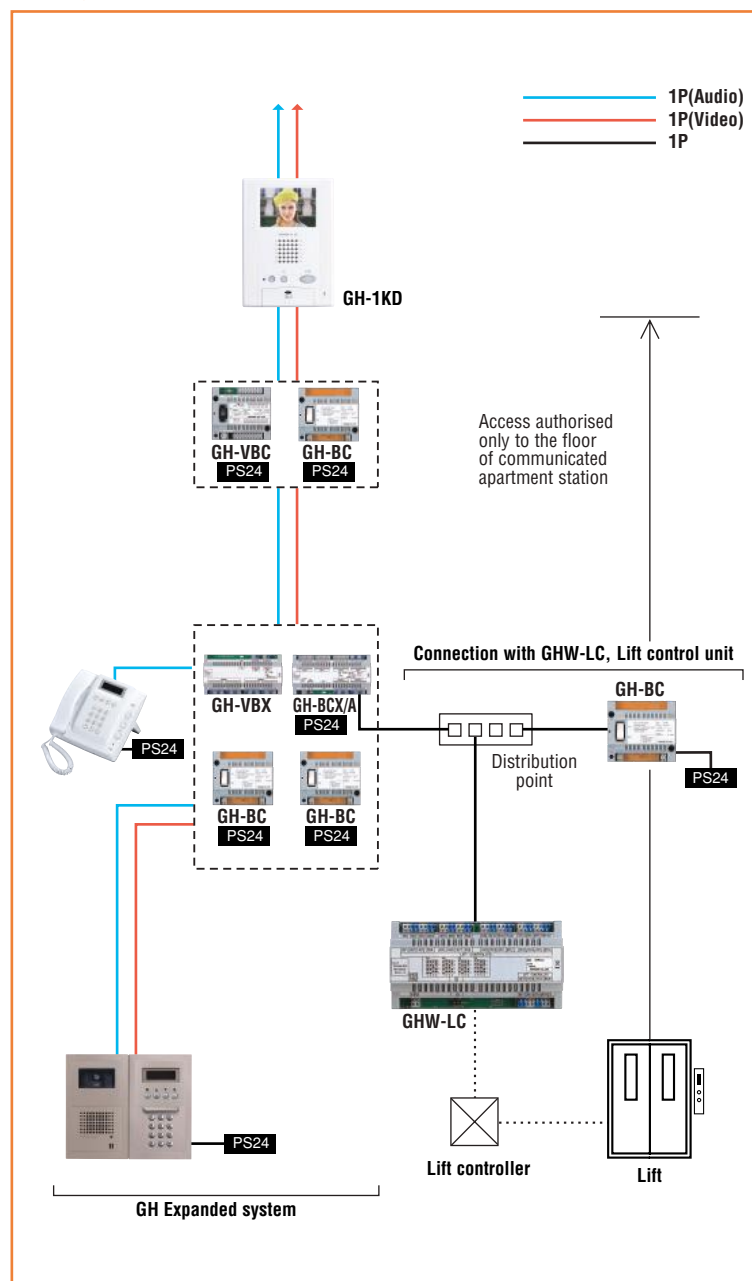 1P(Audio)
1P(Video)
1P
GH-1KD
GH-VBC
PS24
GH-BC
PS24
Access authorised
only to the floor
of communicated
apartment station
Connection with GHW-LC, Lift control unit
GH-VBX
GH-BCX/A
PS24
GH-BC
PS24
PS24
Distribution
point
GH-BC
PS24
GH-BC
PS24
GHW-LC
PS24
Lift controller
Lift
GH Expanded system